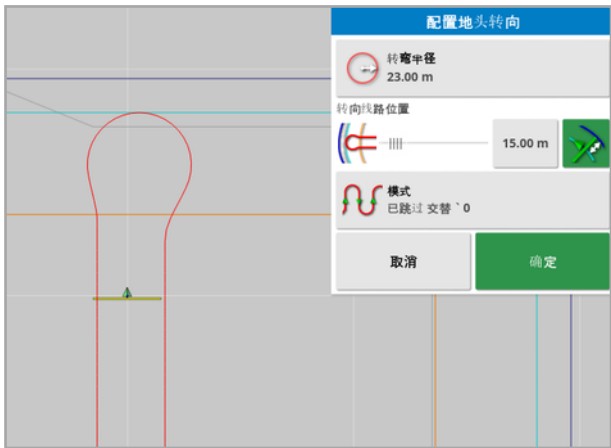 配置地头转向
转弯半径
23.00 m
转向线路位置
15.00 m
模式
已跳过 交替 `0
取消
确定